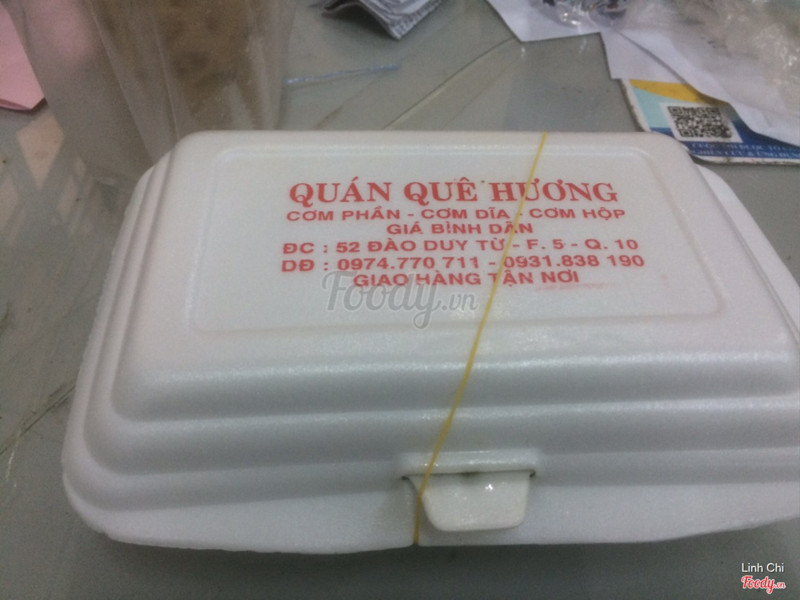 QUÁN QUÊ HƯƠNG
CƠM PHẦN - CƠM DĨA - CƠM HỘP
GIÁ BÌNH DÂN
ĐC : 52 ĐÀO DUY TỪ - F. 5 - Q. 10
DĐ : 0974.770 711 - 0931.838 190
GIAO HÀNG TẬN NƠI
Foody.vn
Linh Chi
Foody.vn